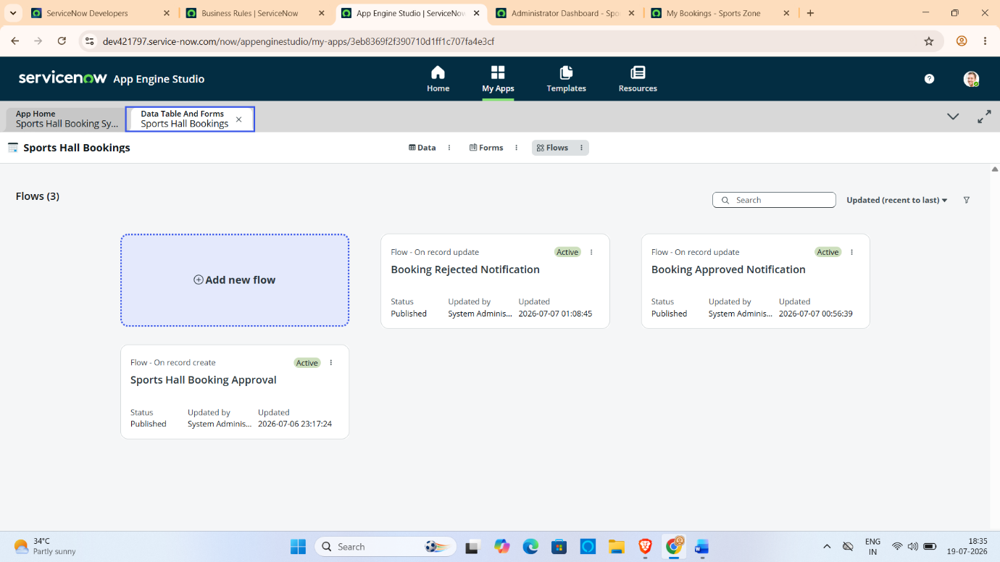 ServiceNow Developers
Business Rules | ServiceNow
App Engine Studio | ServiceNow
Administrator Dashboard - Spo
My Bookings - Sports Zone
dev421797.service-now.com/now/appenginestudio/my-apps/3eb8369f2f390710d1ff1c707fa4e3cf
servicenow App Engine Studio
Home
My Apps
Templates
Resources
App Home
Sports Hall Booking Sy...
Data Table And Forms
Sports Hall Bookings
Sports Hall Bookings
Data
Forms
Flows
Flows (3)
Search
Updated (recent to last)
Add new flow
Flow - On record update
Active
Booking Rejected Notification
Status
Updated by
Updated
Published
System Adminis...
2026-07-07 01:08:45
Flow - On record update
Active
Booking Approved Notification
Status
Updated by
Updated
Published
System Adminis...
2026-07-07 00:56:39
Flow - On record create
Active
Sports Hall Booking Approval
Status
Updated by
Updated
Published
System Adminis...
2026-07-06 23:17:24
34°C
Partly sunny
Search
ENG
IN
18:35
19-07-2026